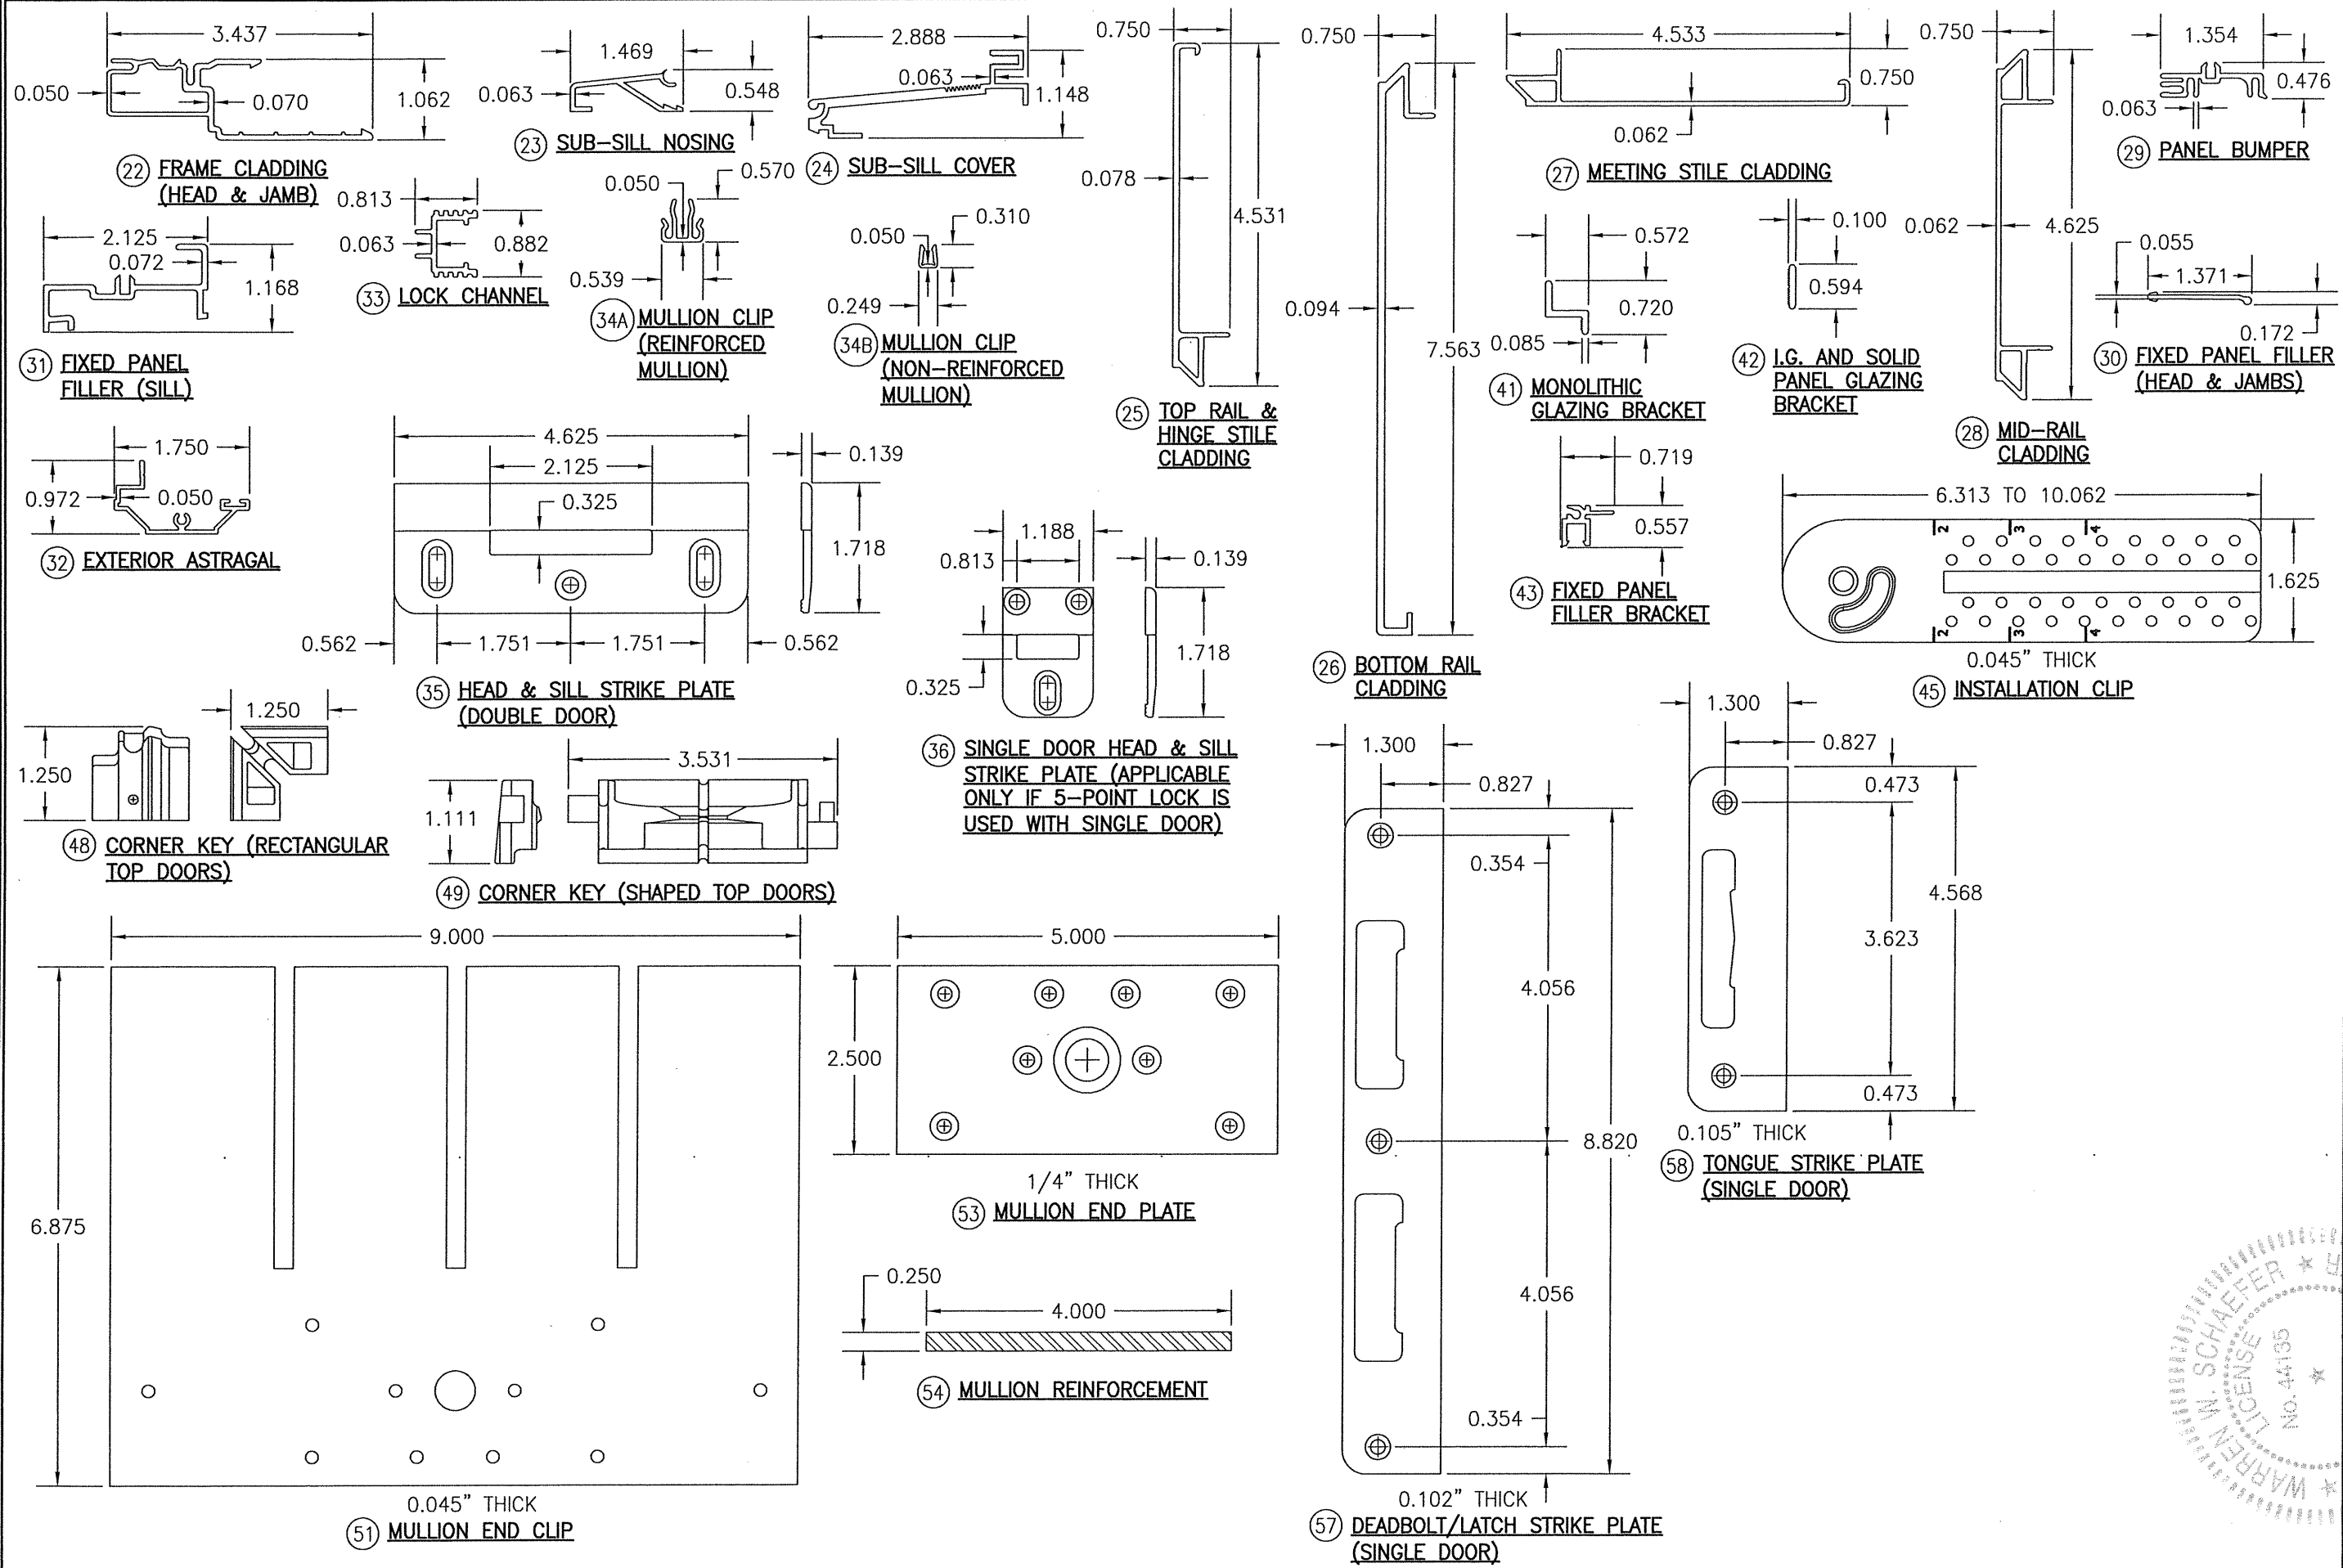 3.437
0.050
0.070
1.062
22 FRAME CLADDING
(HEAD & JAMB)
1.469
0.063
0.548
23 SUB-SILL NOSING
2.888
0.063
1.148
24 SUB-SILL COVER
0.750
0.078
4.531
25 TOP RAIL &
HINGE STILE
CLADDING
0.750
0.094
7.563
26 BOTTOM RAIL
CLADDING
4.533
0.750
0.062
27 MEETING STILE CLADDING
0.750
0.062
4.625
28 MID-RAIL
CLADDING
1.354
0.476
0.063
29 PANEL BUMPER
0.055
1.371
0.172
30 FIXED PANEL FILLER
(HEAD & JAMBS)
2.125
0.072
1.168
31 FIXED PANEL
FILLER (SILL)
0.813
0.063
0.882
33 LOCK CHANNEL
0.050
0.570
0.539
34A MULLION CLIP
(REINFORCED
MULLION)
0.310
0.050
0.249
34B MULLION CLIP
(NON-REINFORCED
MULLION)
0.572
0.720
0.085
41 MONOLITHIC
GLAZING BRACKET
0.100
0.594
42 I.G. AND SOLID
PANEL GLAZING
BRACKET
1.750
0.972
0.050
32 EXTERIOR ASTRAGAL
4.625
2.125
0.325
0.139
1.718
0.562
1.751
1.751
0.562
35 HEAD & SILL STRIKE PLATE
(DOUBLE DOOR)
1.188
0.813
0.139
1.718
0.325
36 SINGLE DOOR HEAD & SILL
STRIKE PLATE (APPLICABLE
ONLY IF 5-POINT LOCK IS
USED WITH SINGLE DOOR)
0.719
0.557
43 FIXED PANEL
FILLER BRACKET
6.313 TO 10.062
2 3 4
1.625
2 3 4
0.045" THICK
45 INSTALLATION CLIP
1.250
1.250
48 CORNER KEY (RECTANGULAR
TOP DOORS)
3.531
1.111
49 CORNER KEY (SHAPED TOP DOORS)
9.000
6.875
0.045" THICK
51 MULLION END CLIP
5.000
2.500
1/4" THICK
53 MULLION END PLATE
0.250
4.000
54 MULLION REINFORCEMENT
1.300
0.827
0.354
4.056
8.820
4.056
0.354
0.102" THICK
57 DEADBOLT/LATCH STRIKE PLATE
(SINGLE DOOR)
1.300
0.827
0.473
4.568
3.623
0.473
0.105" THICK
58 TONGUE STRIKE PLATE
(SINGLE DOOR)
WARREN W. SCHAEFER
LICENSE
No. 44135